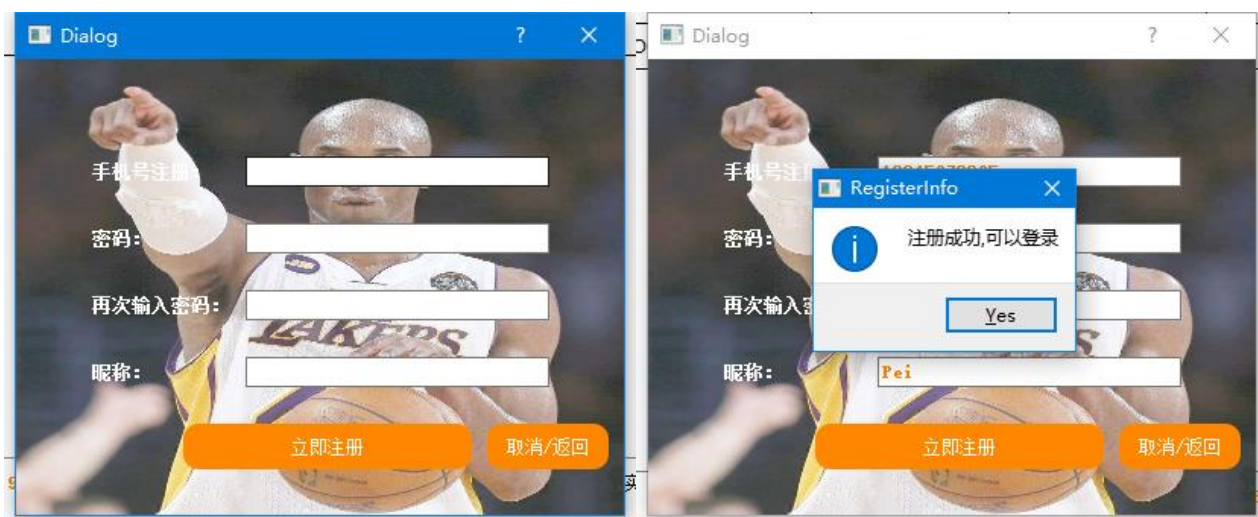 Dialog
手机号注册:
密码:
再次输入密码:
昵称:
LAKERS
立即注册
取消/返回
Dialog
手机号注
RegisterInfo
注册成功,可以登录
Yes
密码:
再次输入
昵称:
Pei
立即注册
取消/返回